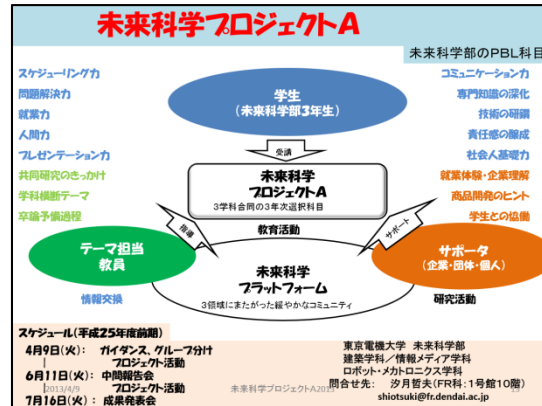 未来科学プロジェクトA
未来科学部のPBL科目
スケジューリング力
問題解決力
就業力
人間力
プレゼンテーション力
共同研究のきっかけ
学科横断テーマ
卒論予備過程
学生
(未来科学部3年生)
コミュニケーション力
専門知識の深化
技術の研鑽
責任感の醸成
社会人基礎力
就業体験・企業理解
商品開発のヒント
学生との協働
受講
未来科学
プロジェクトA
3学科合同の3年次選択科目
指導
教育活動
サポート
テーマ担当
教員
未来科学
プラットフォーム
3領域にまたがった緩やかなコミュニティ
サポータ
(企業・団体・個人)
情報交換
研究活動
スケジュール(平成25年度前期)
4月9日(火): ガイダンス、グループ分け
プロジェクト活動
6月11日(火): 中間報告会
プロジェクト活動
7月16日(火): 成果発表会
2013/4/9
未来科学プロジェクトA2013
東京電機大学 未来科学部
建築学科/情報メディア学科
ロボット・メカトロニクス学科
問合せ先: 汐月哲夫(FR科:1号館10階)
shiotsuki@fr.dendai.ac.jp